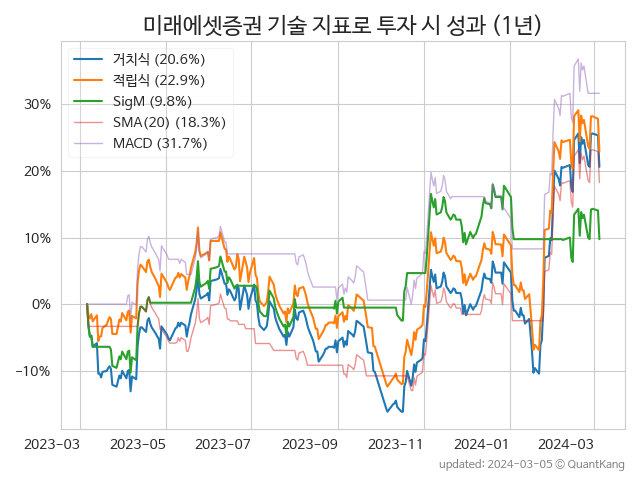 미래에셋증권 기술 지표로 투자 시 성과 (1년)
거치식 (20.6%)
적립식 (22.9%)
SigM (9.8%)
SMA(20) (18.3%)
MACD (31.7%)
30%
20%
10%
0%
−10%
2023-03 2023-05 2023-07 2023-09 2023-11 2024-01 2024-03
updated: 2024-03-05 ⓒ QuantKang